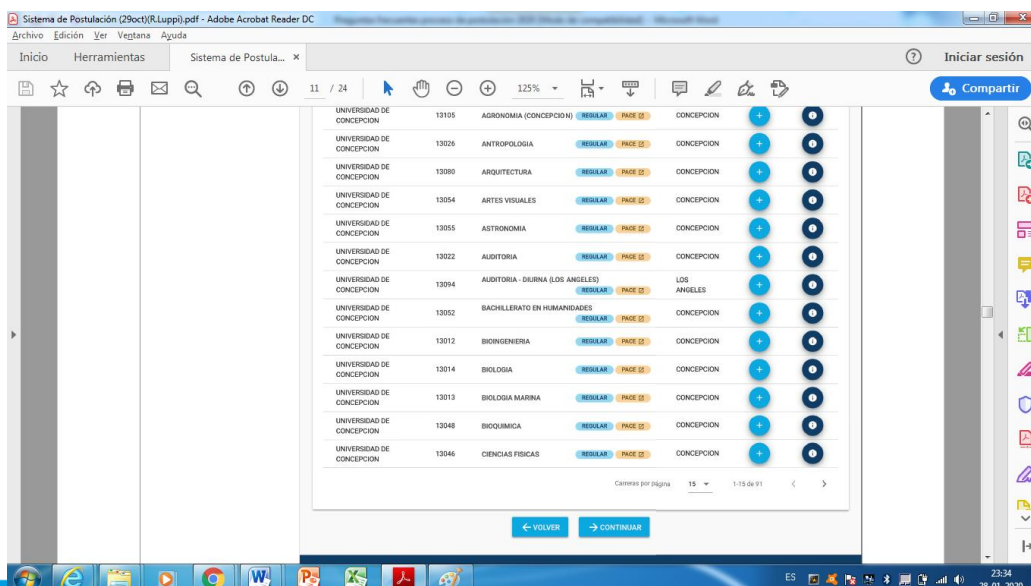 Sistema de Postulación (29oct)(R.Luppi).pdf - Adobe Acrobat Reader DC
Archivo Edición Ver Ventana Ayuda
Inicio Herramientas Sistema de Postula... × Iniciar sesión
11 / 24 125% Compartir
UNIVERSIDAD DE CONCEPCION 13105 AGRONOMIA (CONCEPCION) REGULAR PACE CONCEPCION
UNIVERSIDAD DE CONCEPCION 13026 ANTROPOLOGIA REGULAR PACE CONCEPCION
UNIVERSIDAD DE CONCEPCION 13080 ARQUITECTURA REGULAR PACE CONCEPCION
UNIVERSIDAD DE CONCEPCION 13054 ARTES VISUALES REGULAR PACE CONCEPCION
UNIVERSIDAD DE CONCEPCION 13055 ASTRONOMIA REGULAR PACE CONCEPCION
UNIVERSIDAD DE CONCEPCION 13022 AUDITORIA REGULAR PACE CONCEPCION
UNIVERSIDAD DE CONCEPCION 13094 AUDITORIA - DIURNA (LOS ANGELES) REGULAR PACE LOS ANGELES
UNIVERSIDAD DE CONCEPCION 13052 BACHILLERATO EN HUMANIDADES REGULAR PACE CONCEPCION
UNIVERSIDAD DE CONCEPCION 13012 BIOINGENIERIA REGULAR PACE CONCEPCION
UNIVERSIDAD DE CONCEPCION 13014 BIOLOGIA REGULAR PACE CONCEPCION
UNIVERSIDAD DE CONCEPCION 13013 BIOLOGIA MARINA REGULAR PACE CONCEPCION
UNIVERSIDAD DE CONCEPCION 13048 BIOQUIMICA REGULAR PACE CONCEPCION
UNIVERSIDAD DE CONCEPCION 13046 CIENCIAS FISICAS REGULAR PACE CONCEPCION
Carreras por página 15 1-15 de 91
← VOLVER → CONTINUAR
ES 23:34
28-01-2020